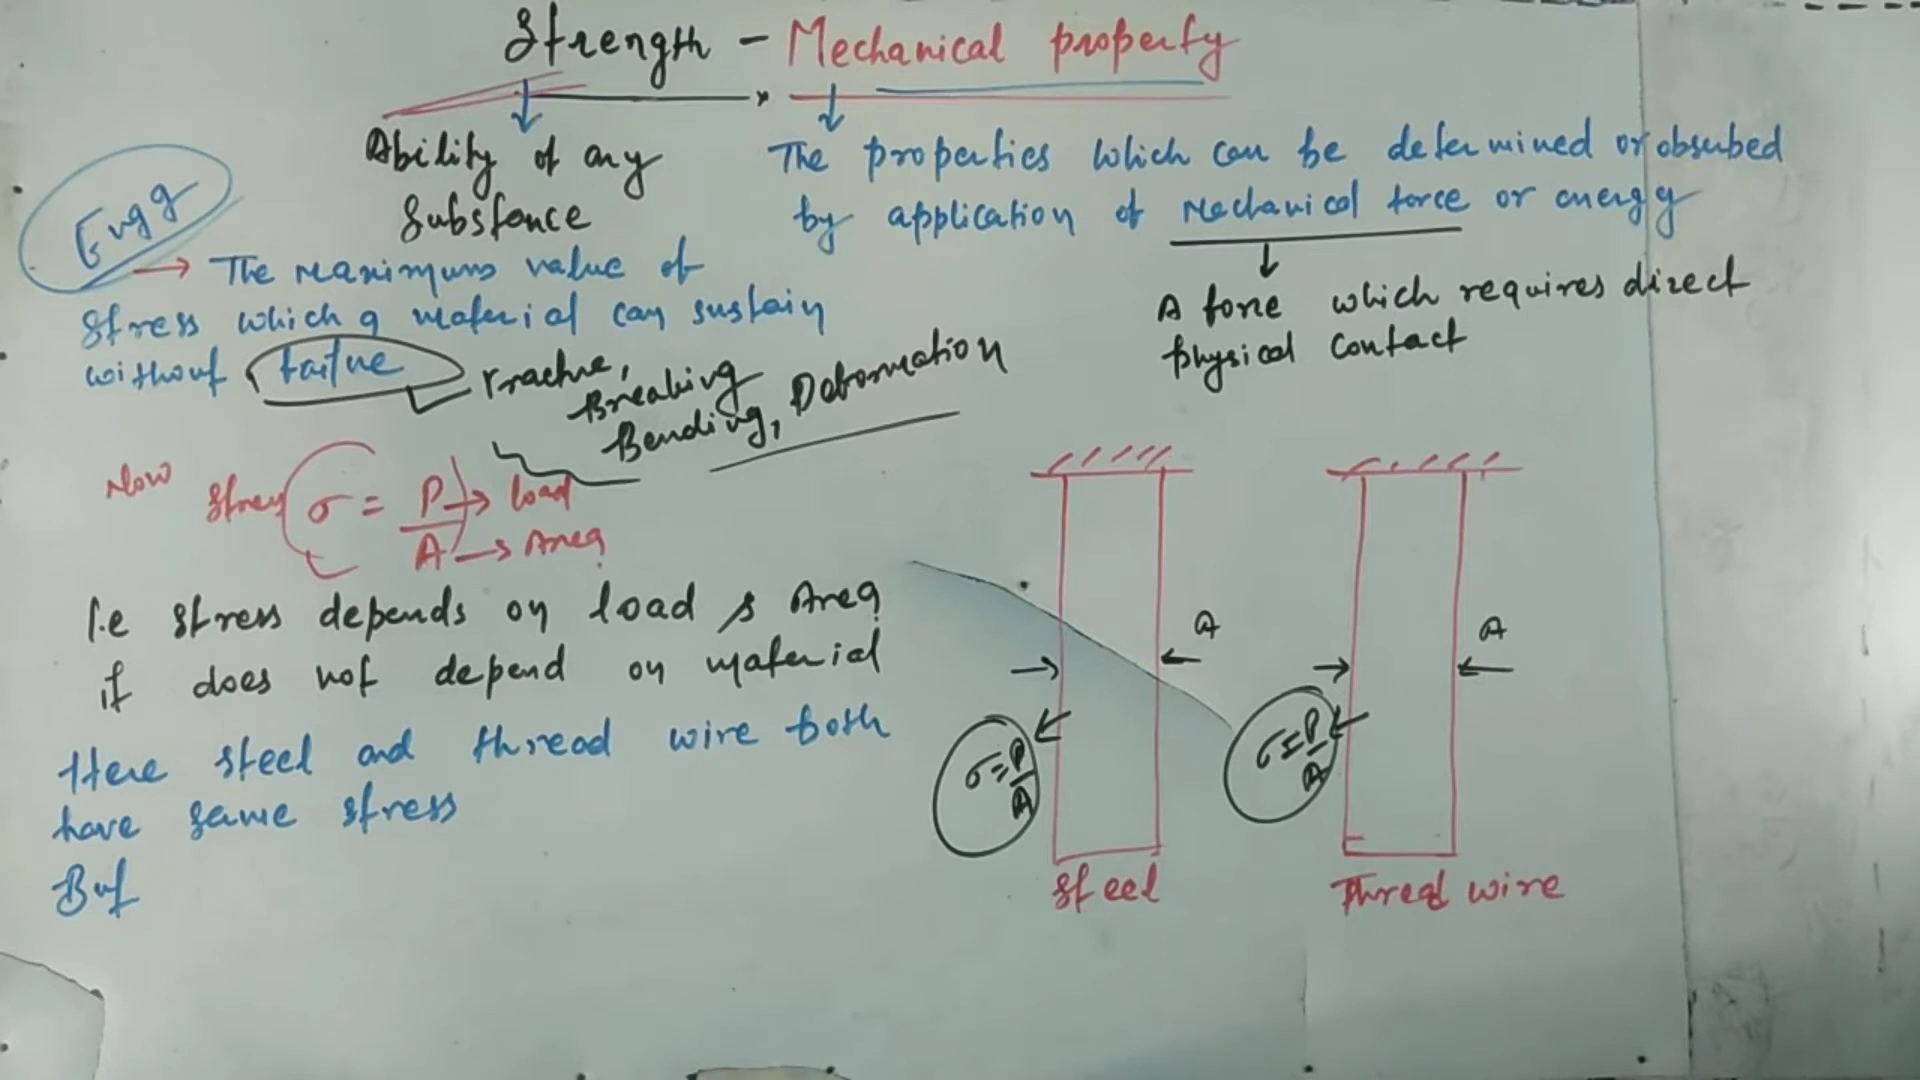 Strength - Mechanical property
Ability of any
Substance
The properties which can be determined or obsurbed
by application of Mechanical force or energy
A force which requires direct
physical contact
Engg
→ The maximum value of
stress which a material can sustain
without failure
Fracture,
Breaking
Bending, Deformation
Now stress σ = P/A
→ load
→ Area
I.e stress depends on load & Area
it does not depend on material
Here steel and thread wire both
have same stress
But
A
σ = P/A
Steel
A
σ = P/A
Thread wire